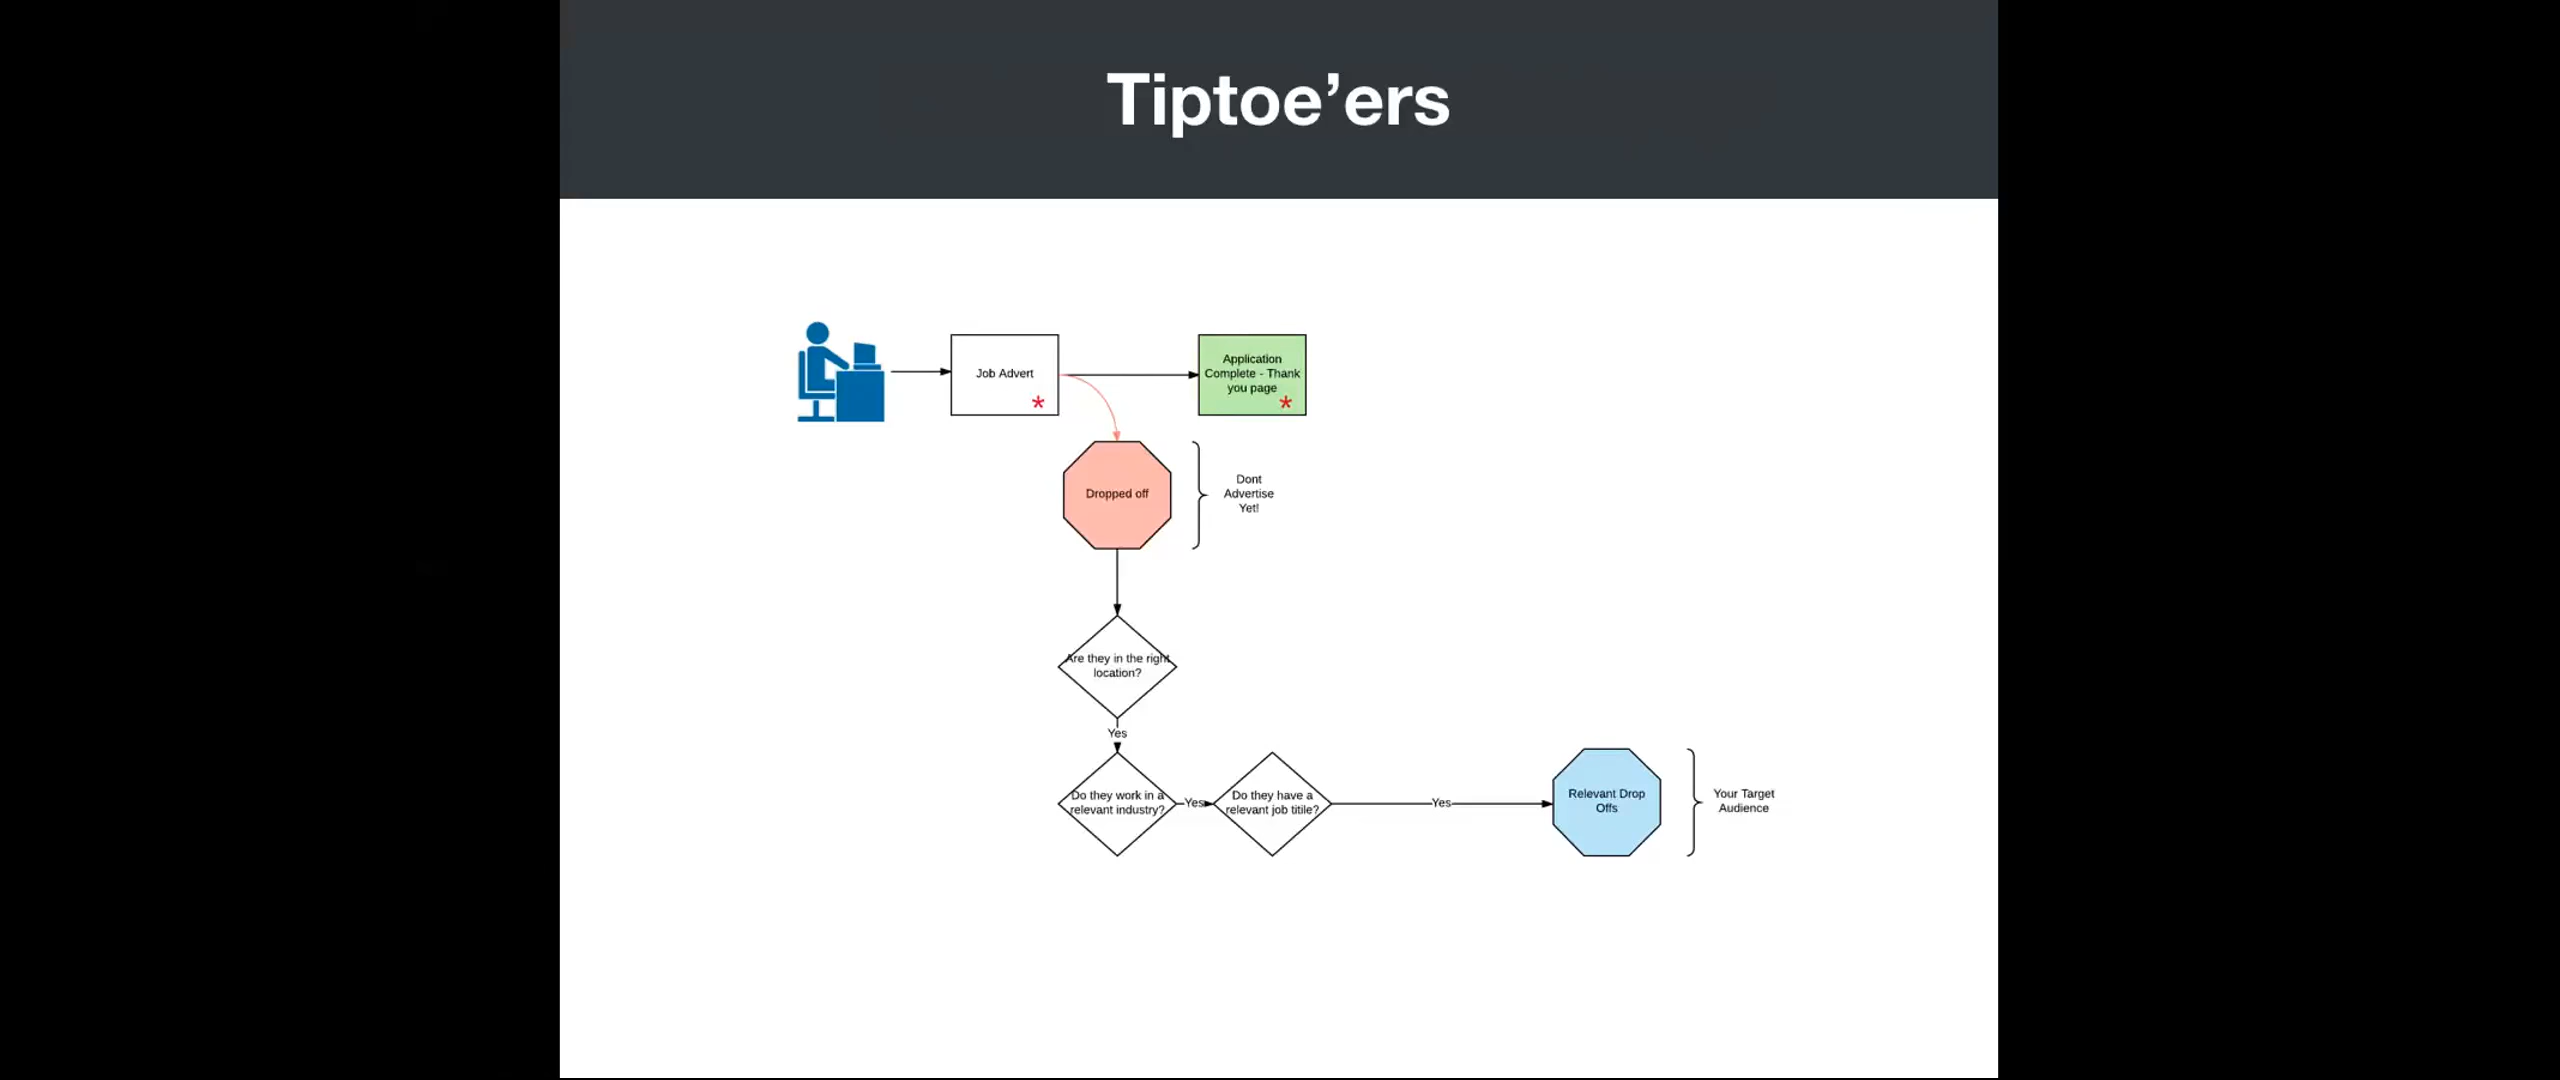 Tiptoe’ers
Job Advert
*
Application
Complete - Thank
you page
*
Dropped off
Dont
Advertise
Yet!
Are they in the right
location?
Yes
Do they work in a
relevant industry?
Yes
Do they have a
relevant job titile?
Yes
Relevant Drop
Offs
Your Target
Audience